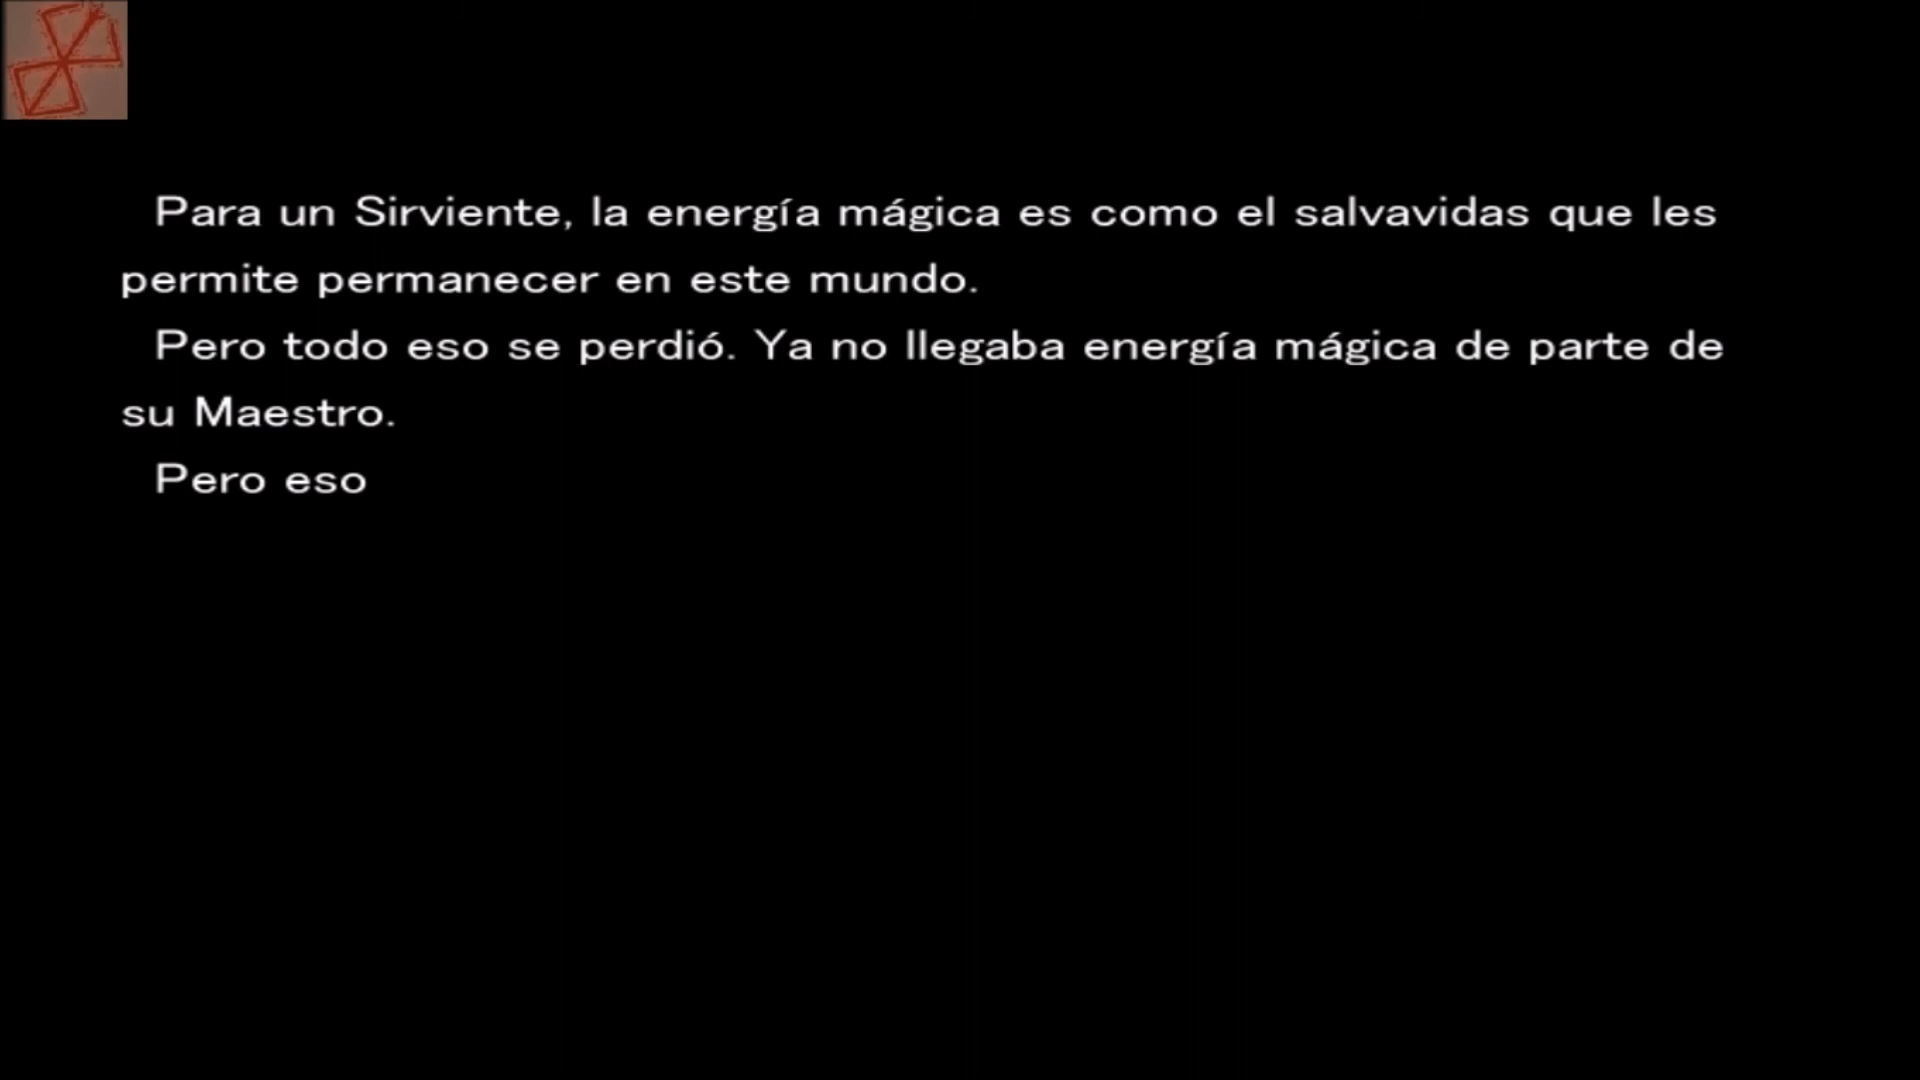 Para un Sirviente, la energía mágica es como el salvavidas que les
permite permanecer en este mundo.
Pero todo eso se perdió. Ya no llegaba energía mágica de parte de
su Maestro.
Pero eso